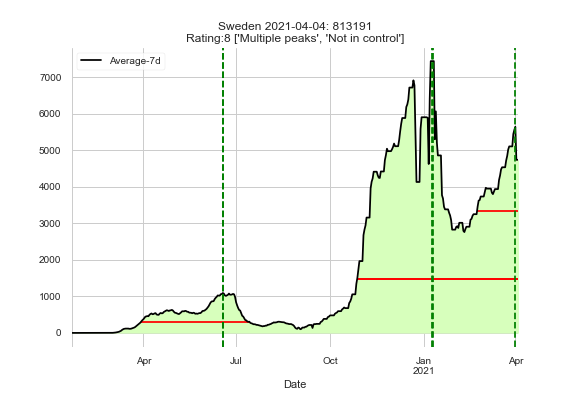 Sweden 2021-04-04: 813191
Rating:8 ['Multiple peaks', 'Not in control']
Average-7d
7000
6000
5000
4000
3000
2000
1000
0
Apr Jul Oct Jan Apr
2021
Date